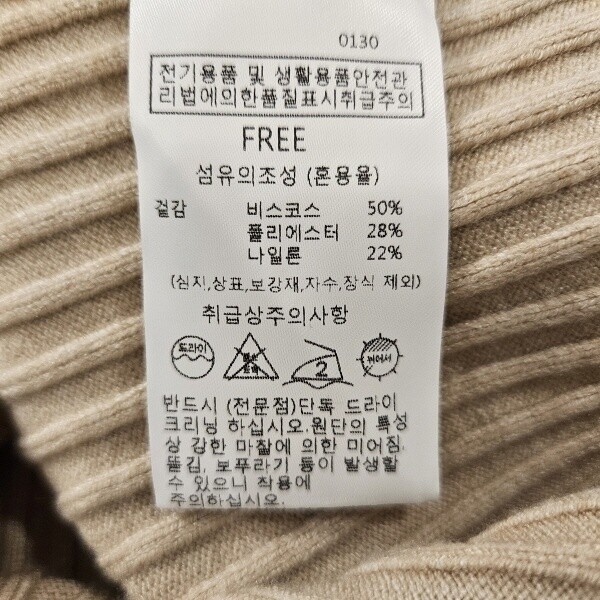 0130
전기용품 및 생활용품안전관
리법에의한품질표시취급주의
FREE
섬유의조성 (혼용율)
겉감 비스코스 50%
폴리에스터 28%
나일론 22%
(심지,상표,보강재,자수,장식 제외)
취급상주의사항
드라이
염소
표백
2
뉘어서
반드시 (전문점)단독 드라이
크리닝 하십시오.원단의 특성
상 강한 마찰에 의한 미어짐,
뜯김, 보푸라기 등이 발생할
수 있으니 착용에
주의하십시오.